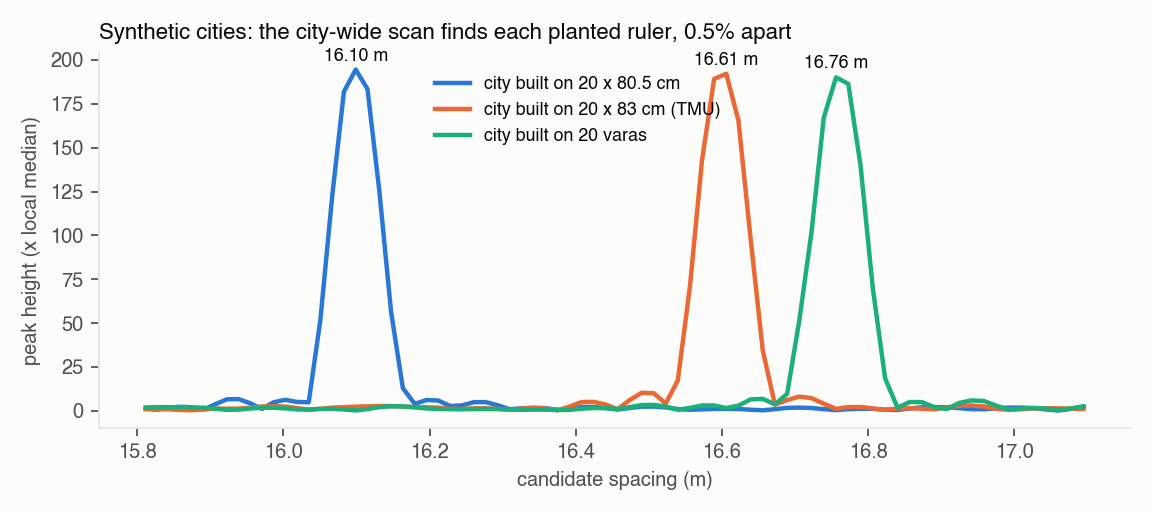 Synthetic cities: the city-wide scan finds each planted ruler, 0.5% apart
16.10 m
16.61 m
16.76 m
city built on 20 x 80.5 cm
city built on 20 x 83 cm (TMU)
city built on 20 varas
peak height (x local median)
200
175
150
125
100
75
50
25
0
15.8
16.0
16.2
16.4
16.6
16.8
17.0
candidate spacing (m)